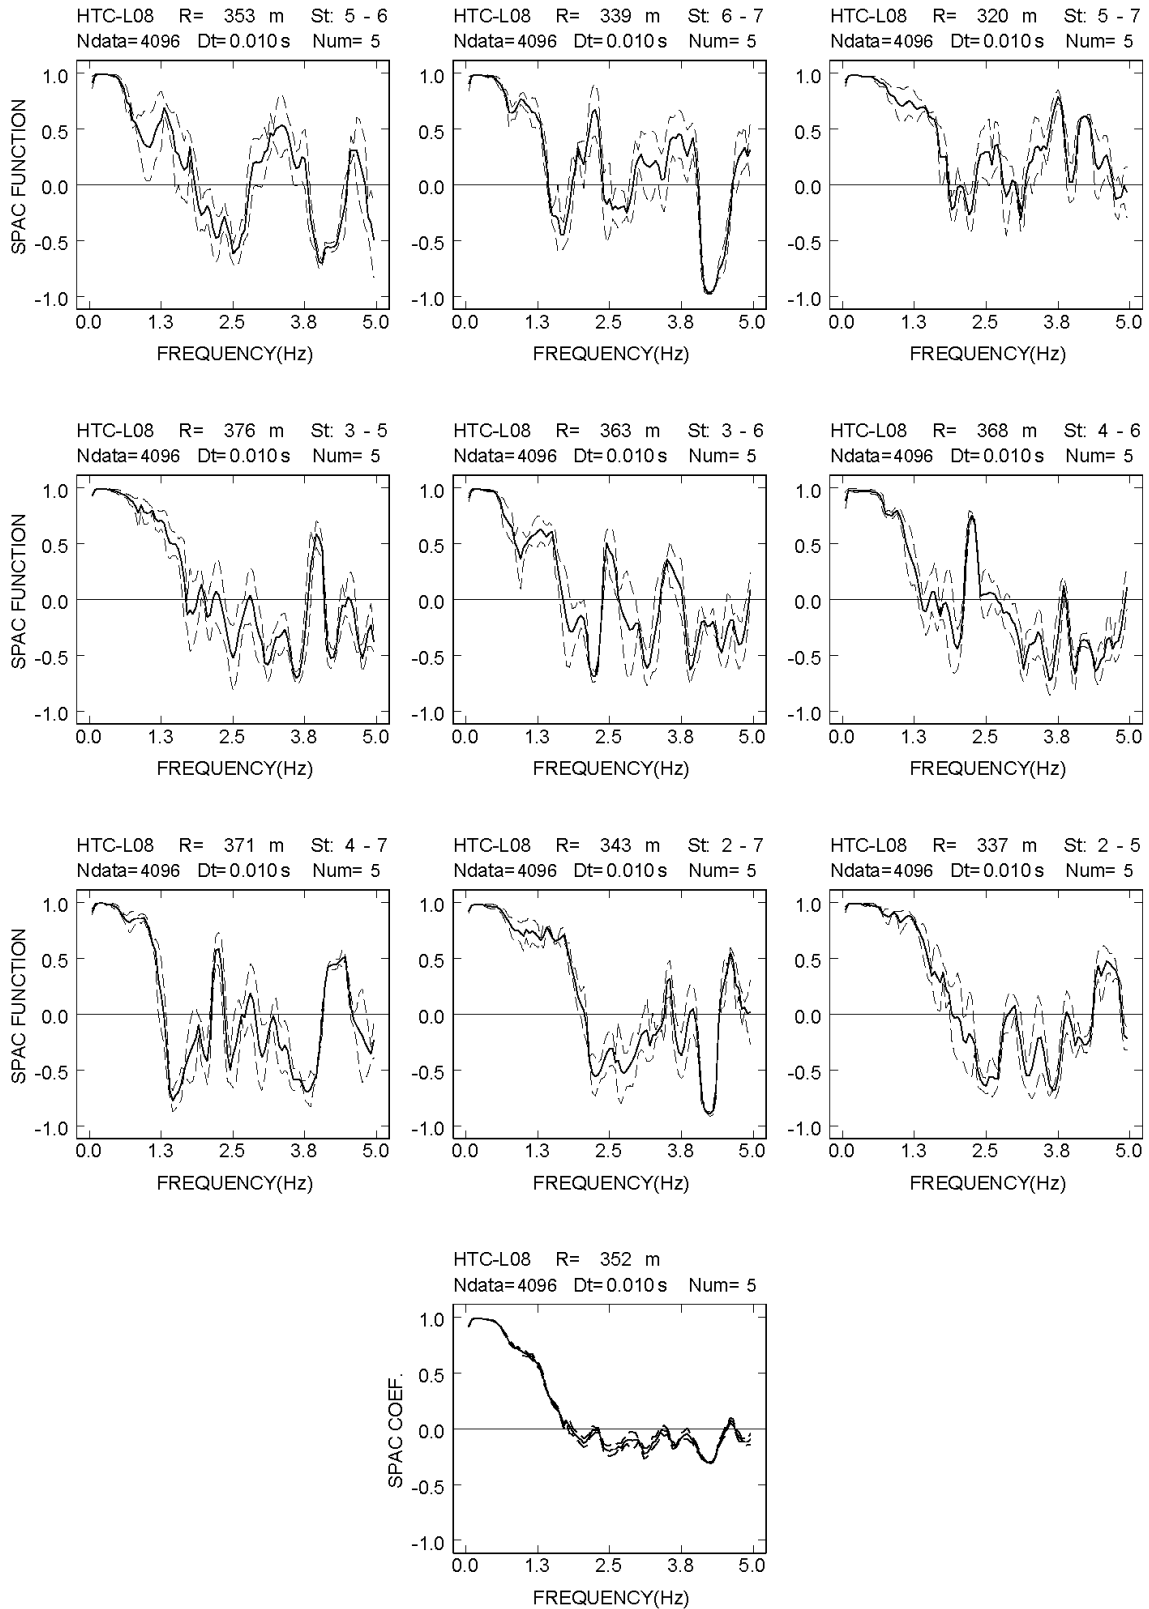 HTC-L08 R= 353 m St: 5 - 6
Ndata=4096 Dt=0.010 s Num= 5
1.0
0.5
0.0
-0.5
-1.0
SPAC FUNCTION
0.0 1.3 2.5 3.8 5.0
FREQUENCY(Hz)
HTC-L08 R= 339 m St: 6 - 7
Ndata=4096 Dt=0.010 s Num= 5
1.0
0.5
0.0
-0.5
-1.0
0.0 1.3 2.5 3.8 5.0
FREQUENCY(Hz)
HTC-L08 R= 320 m St: 5 - 7
Ndata=4096 Dt=0.010 s Num= 5
1.0
0.5
0.0
-0.5
-1.0
0.0 1.3 2.5 3.8 5.0
FREQUENCY(Hz)
HTC-L08 R= 376 m St: 3 - 5
Ndata=4096 Dt=0.010 s Num= 5
1.0
0.5
0.0
-0.5
-1.0
SPAC FUNCTION
0.0 1.3 2.5 3.8 5.0
FREQUENCY(Hz)
HTC-L08 R= 363 m St: 3 - 6
Ndata=4096 Dt=0.010 s Num= 5
1.0
0.5
0.0
-0.5
-1.0
0.0 1.3 2.5 3.8 5.0
FREQUENCY(Hz)
HTC-L08 R= 368 m St: 4 - 6
Ndata=4096 Dt=0.010 s Num= 5
1.0
0.5
0.0
-0.5
-1.0
0.0 1.3 2.5 3.8 5.0
FREQUENCY(Hz)
HTC-L08 R= 371 m St: 4 - 7
Ndata=4096 Dt=0.010 s Num= 5
1.0
0.5
0.0
-0.5
-1.0
SPAC FUNCTION
0.0 1.3 2.5 3.8 5.0
FREQUENCY(Hz)
HTC-L08 R= 343 m St: 2 - 7
Ndata=4096 Dt=0.010 s Num= 5
1.0
0.5
0.0
-0.5
-1.0
0.0 1.3 2.5 3.8 5.0
FREQUENCY(Hz)
HTC-L08 R= 337 m St: 2 - 5
Ndata=4096 Dt=0.010 s Num= 5
1.0
0.5
0.0
-0.5
-1.0
0.0 1.3 2.5 3.8 5.0
FREQUENCY(Hz)
HTC-L08 R= 352 m
Ndata=4096 Dt=0.010 s Num= 5
1.0
0.5
0.0
-0.5
-1.0
SPAC COEF.
0.0 1.3 2.5 3.8 5.0
FREQUENCY(Hz)